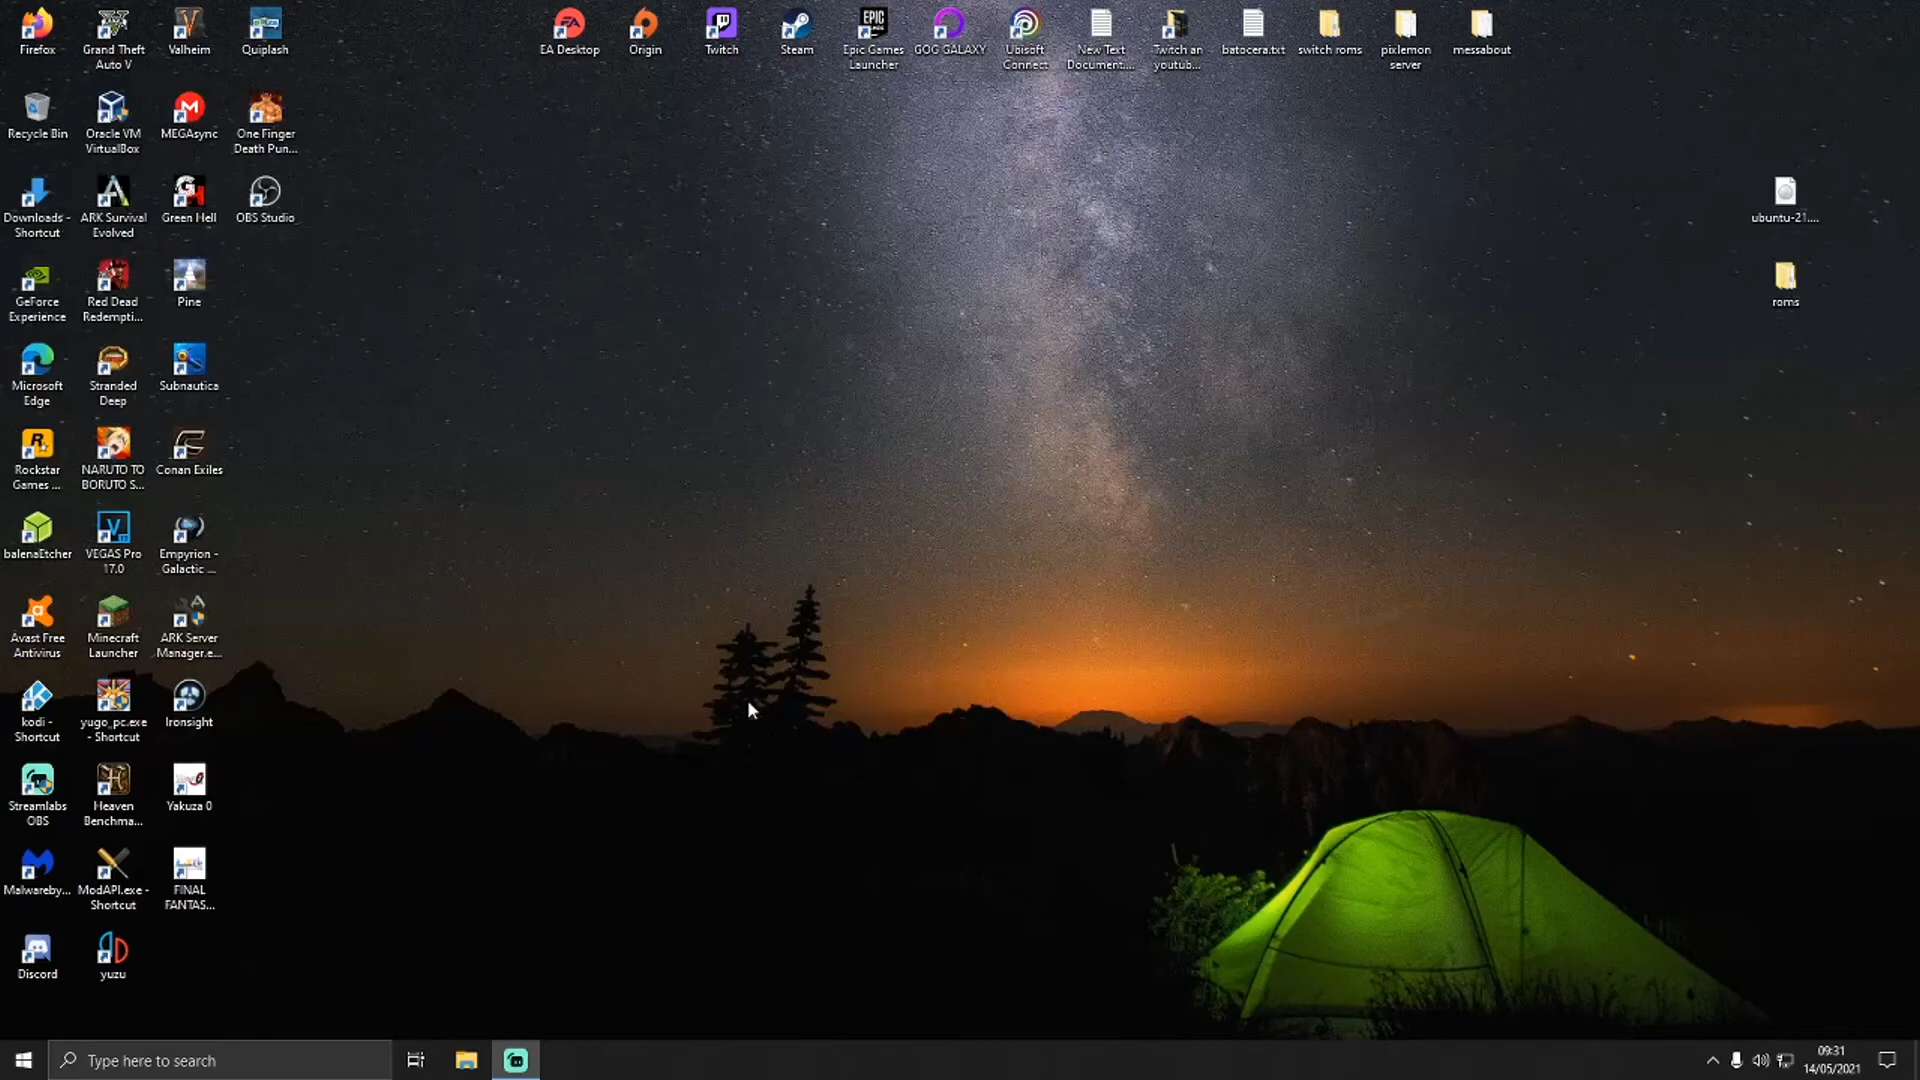 Firefox
Grand Theft
Auto V
Valheim
Quiplash
EA Desktop
Origin
Twitch
Steam
Epic Games
Launcher
GOG GALAXY
Ubisoft
Connect
New Text
Document....
Twitch an
youtub...
batocera.txt
switch roms
pixlemon
server
messabout
Recycle Bin
Oracle VM
VirtualBox
MEGAsync
One Finger
Death Pun...
Downloads -
Shortcut
ARK Survival
Evolved
Green Hell
OBS Studio
ubuntu-21....
GeForce
Experience
Red Dead
Redempti...
Pine
roms
Microsoft
Edge
Stranded
Deep
Subnautica
Rockstar
Games ...
NARUTO TO
BORUTO S...
Conan Exiles
balenaEtcher
VEGAS Pro
17.0
Empyrion -
Galactic ...
Avast Free
Antivirus
Minecraft
Launcher
ARK Server
Manager.e...
kodi -
Shortcut
yugo_pc.exe
- Shortcut
Ironsight
Streamlabs
OBS
Heaven
Benchma...
Yakuza 0
Malwareby...
ModAPI.exe -
Shortcut
FINAL
FANTAS...
Discord
yuzu
Type here to search
09:31
14/05/2021